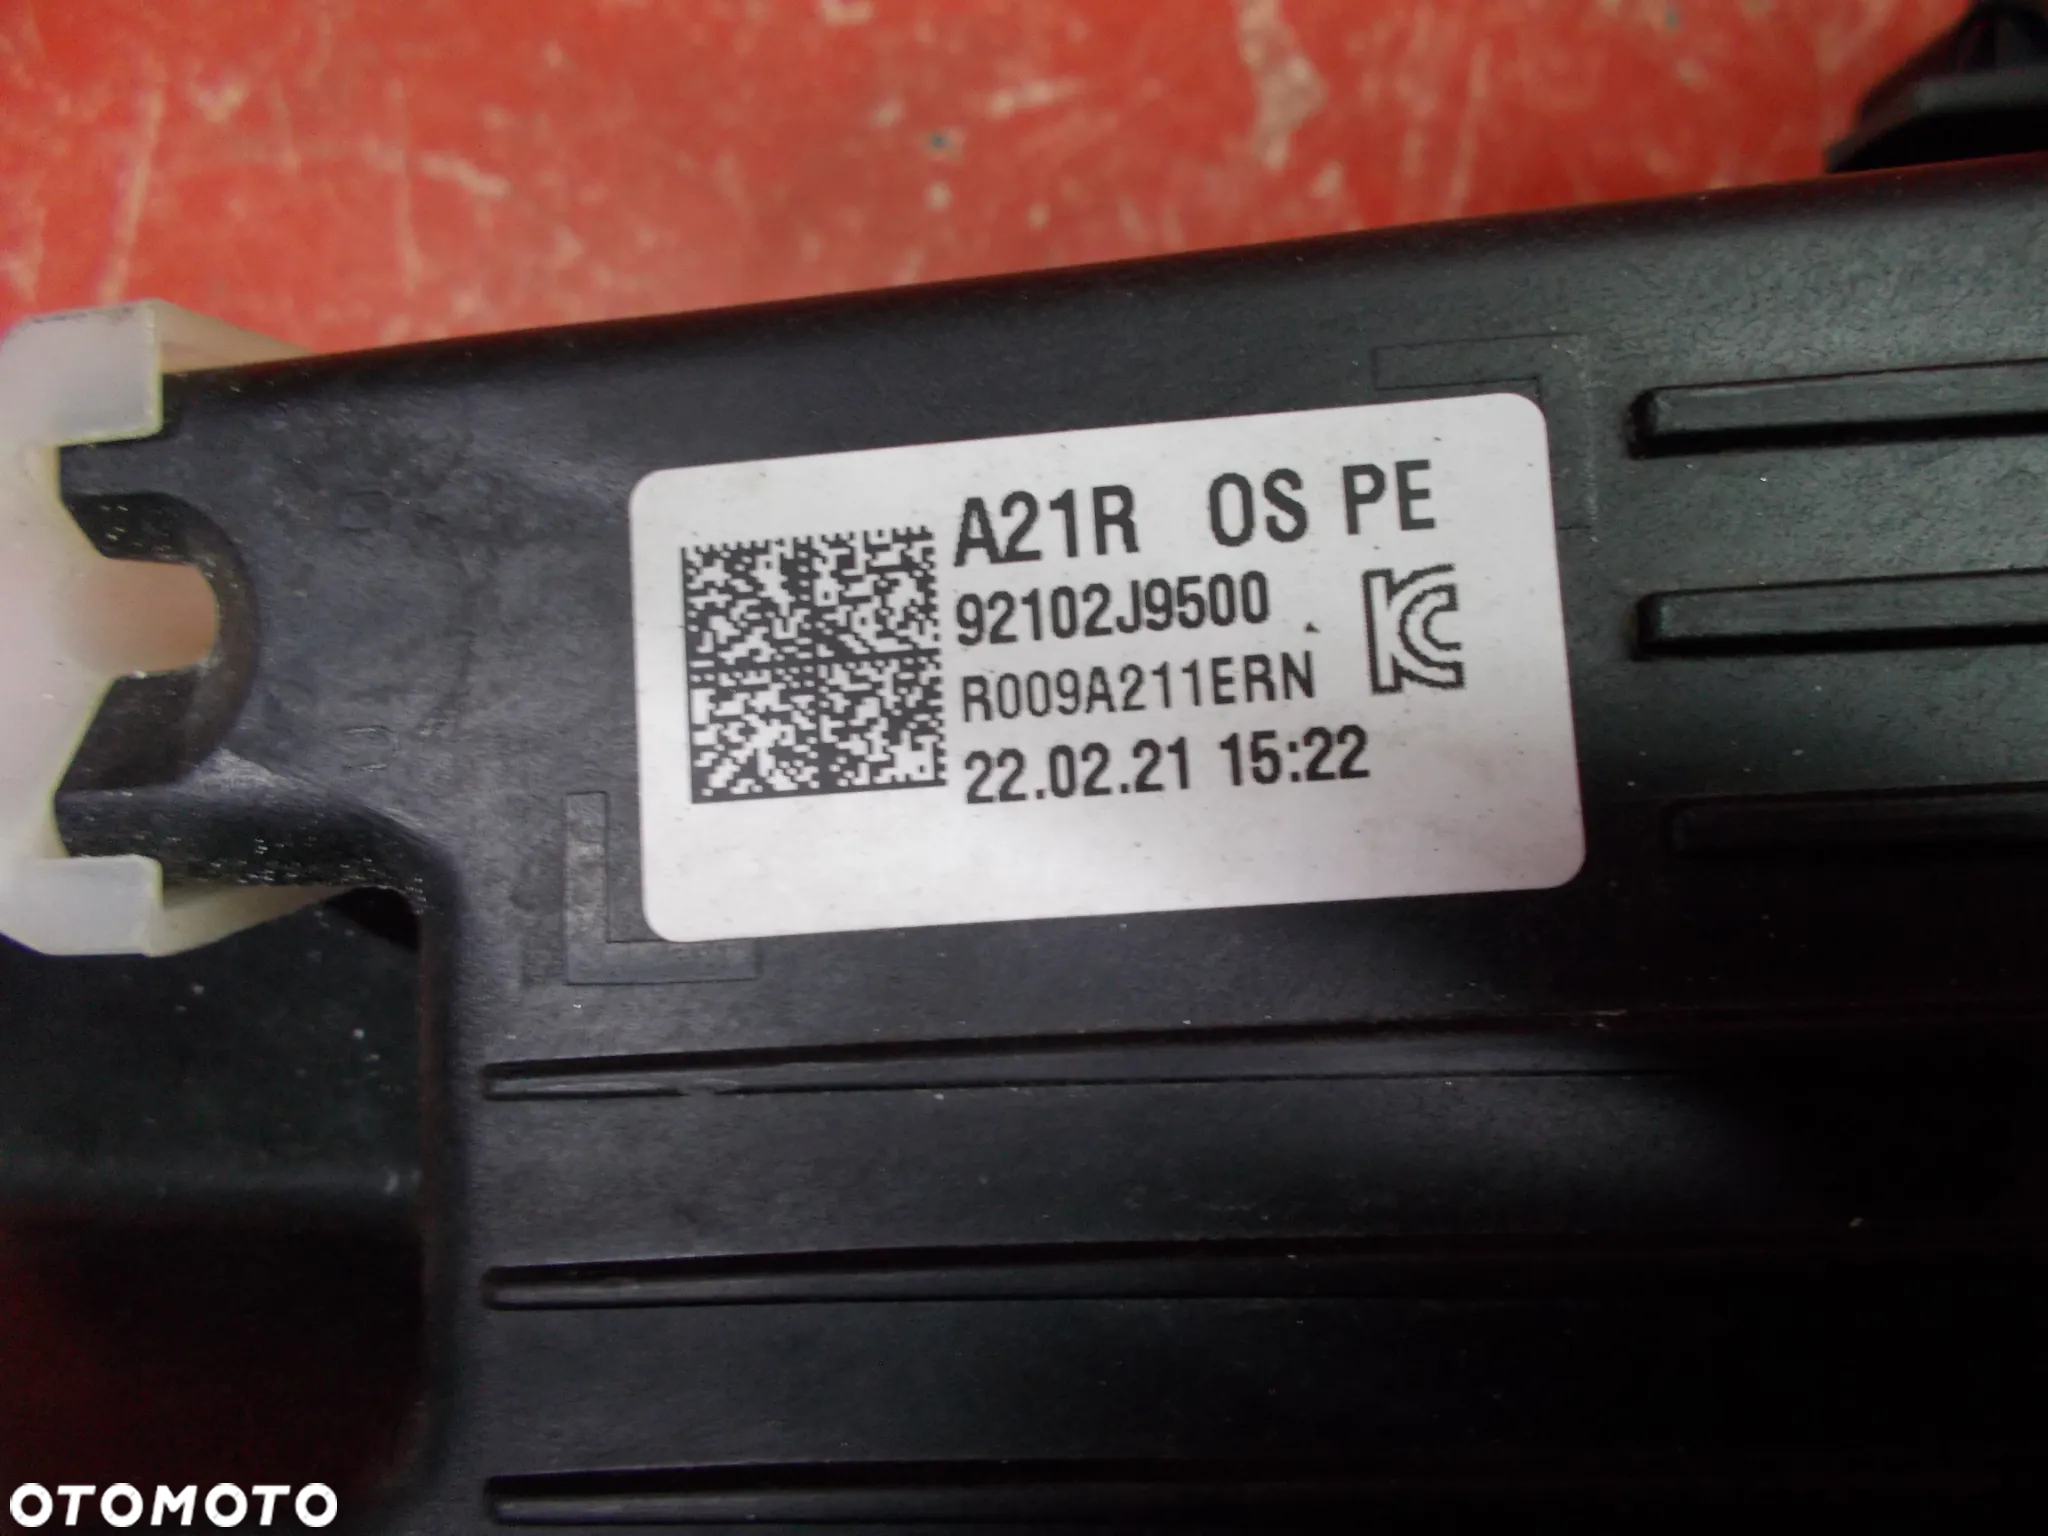 A21R OS PE
92102J9500
R009A211ERN
22.02.21 15:22
OTOMOTO